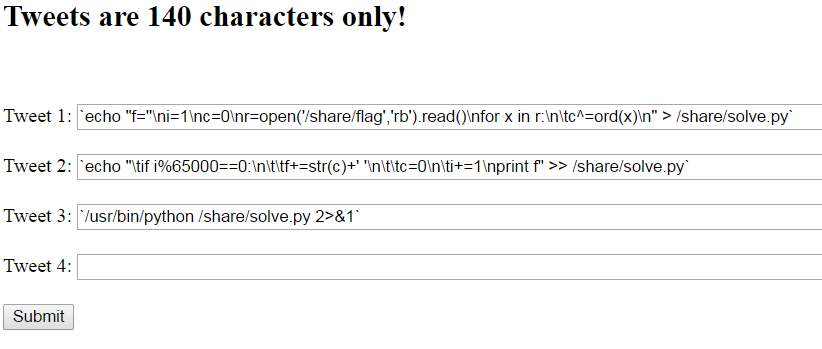 Tweets are 140 characters only!
Tweet 1: `echo "f=''\ni=1\nc=0\nr=open('/share/flag','rb').read()\nfor x in r:\n\tc^=ord(x)\n" > /share/solve.py`
Tweet 2: `echo "\tif i%65000==0:\n\t\tf+=str(c)+' '\n\t\tc=0\n\ti+=1\nprint f" >> /share/solve.py`
Tweet 3: `/usr/bin/python /share/solve.py 2>&1`
Tweet 4:
Submit